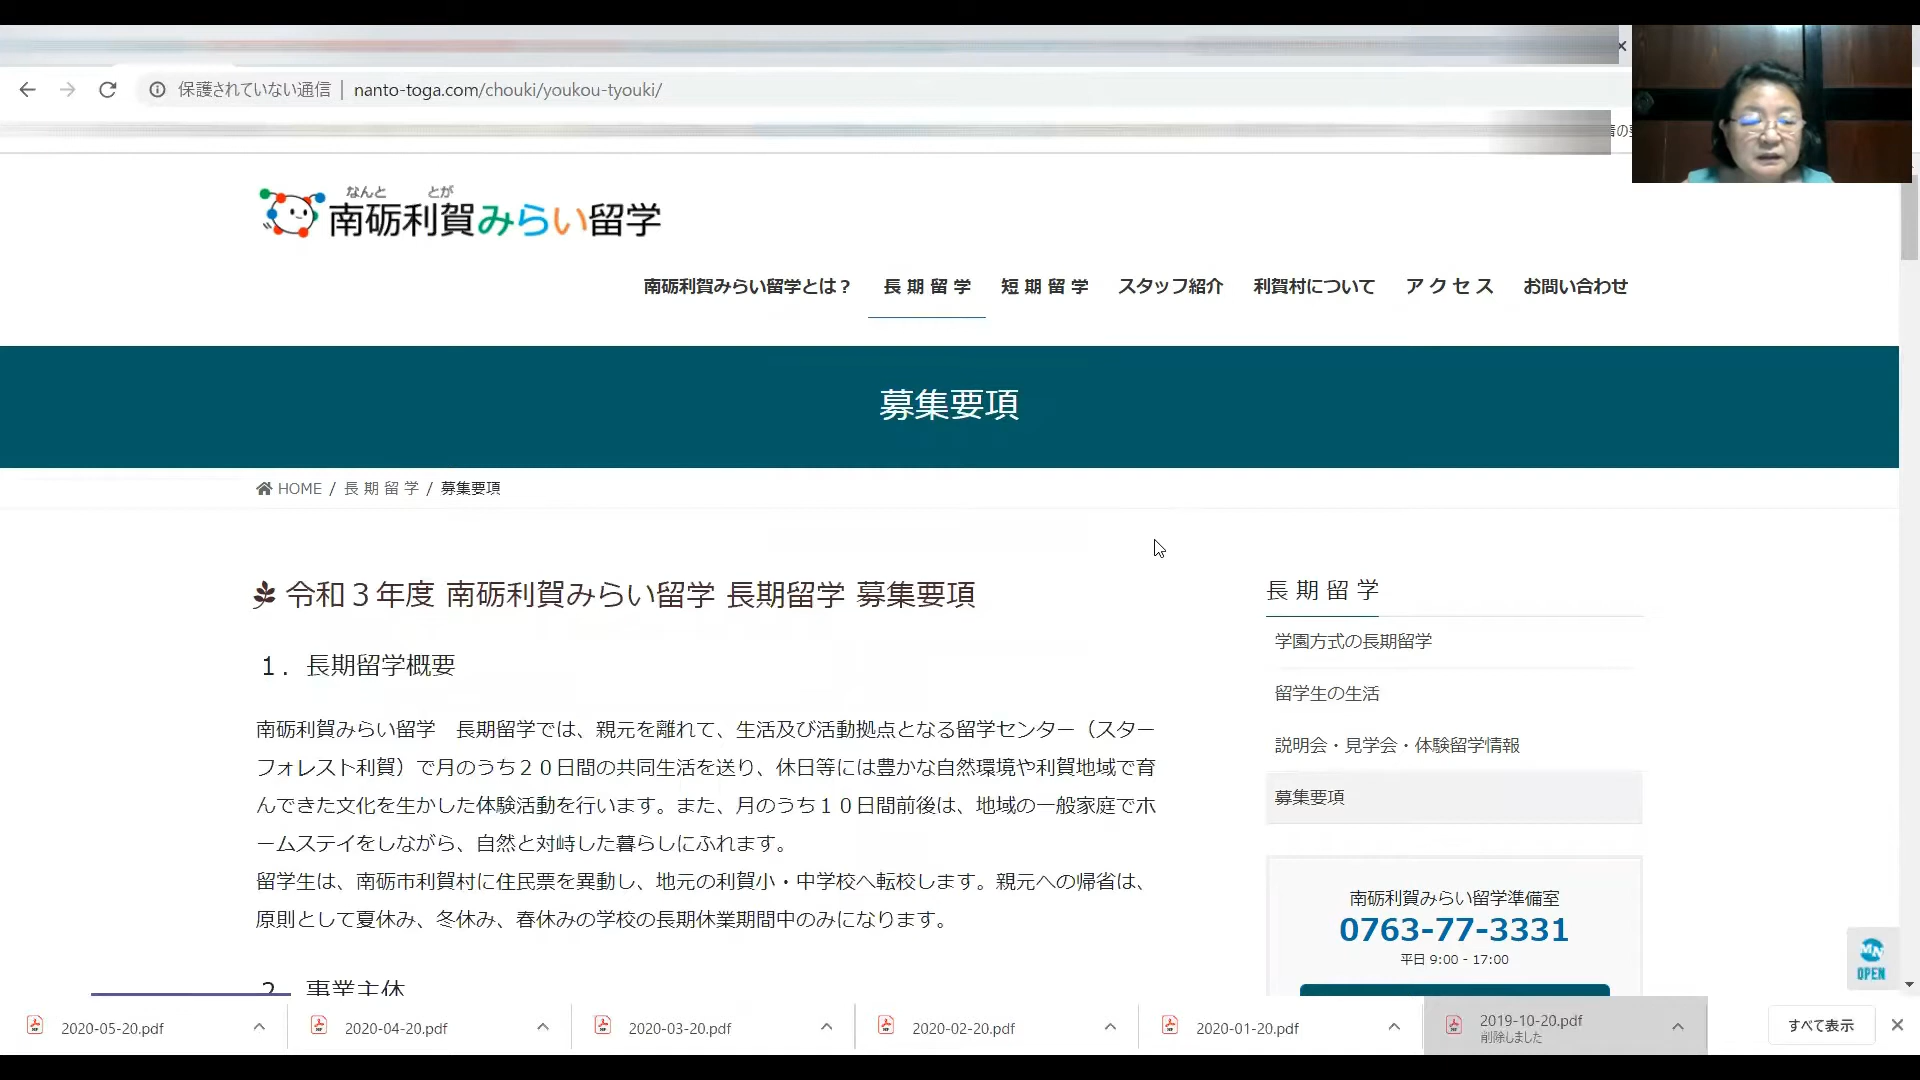 保護されていない通信 | nanto-toga.com/chouki/youkou-tyouki/
なんと とが
南砺利賀みらい留学
南砺利賀みらい留学とは？ 長 期 留 学 短 期 留 学 スタッフ紹介 利賀村について ア ク セ ス お問い合わせ
募集要項
HOME / 長 期 留 学 / 募集要項
令和３年度 南砺利賀みらい留学 長期留学 募集要項
１．長期留学概要
南砺利賀みらい留学　長期留学では、親元を離れて、生活及び活動拠点となる留学センター（スター
フォレスト利賀）で月のうち２０日間の共同生活を送り、休日等には豊かな自然環境や利賀地域で育
んできた文化を生かした体験活動を行います。また、月のうち１０日間前後は、地域の一般家庭でホ
ームステイをしながら、自然と対峙した暮らしにふれます。
留学生は、南砺市利賀村に住民票を異動し、地元の利賀小・中学校へ転校します。親元への帰省は、
原則として夏休み、冬休み、春休みの学校の長期休業期間中のみになります。
２．事業主体
長 期 留 学
学園方式の長期留学
留学生の生活
説明会・見学会・体験留学情報
募集要項
南砺利賀みらい留学準備室
0763-77-3331
平日 9:00 - 17:00
OPEN
2020-05-20.pdf
2020-04-20.pdf
2020-03-20.pdf
2020-02-20.pdf
2020-01-20.pdf
2019-10-20.pdf
削除しました
すべて表示